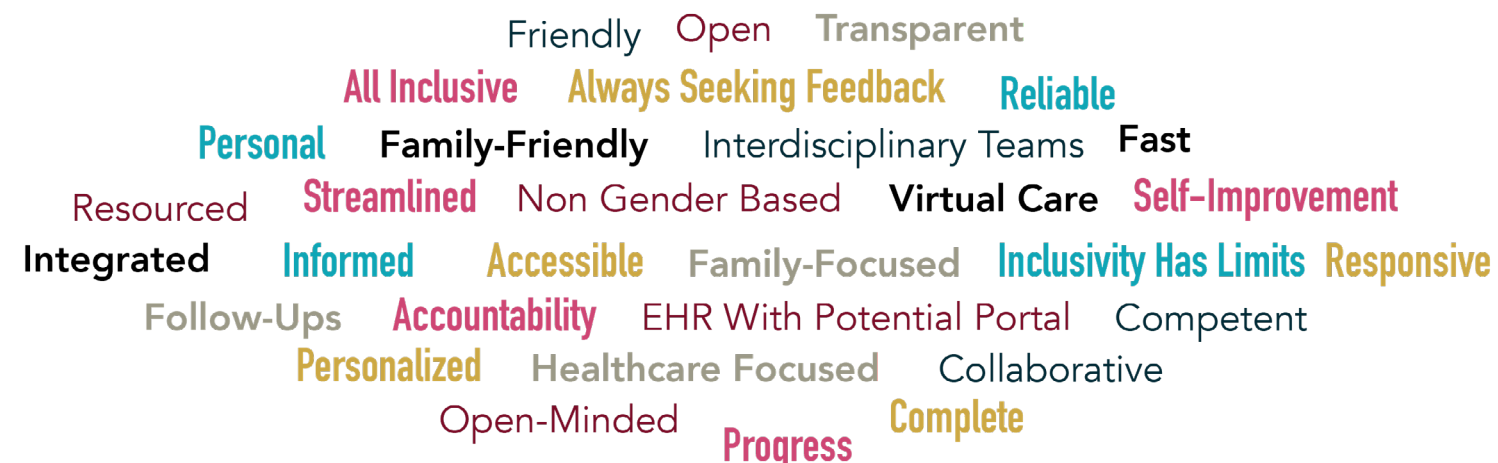 Friendly Open Transparent
All Inclusive Always Seeking Feedback Reliable
Personal Family-Friendly Interdisciplinary Teams Fast
Resourced Streamlined Non Gender Based Virtual Care Self-Improvement
Integrated Informed Accessible Family-Focused Inclusivity Has Limits Responsive
Follow-Ups Accountability EHR With Potential Portal Competent
Personalized Healthcare Focused Collaborative
Open-Minded Complete
Progress